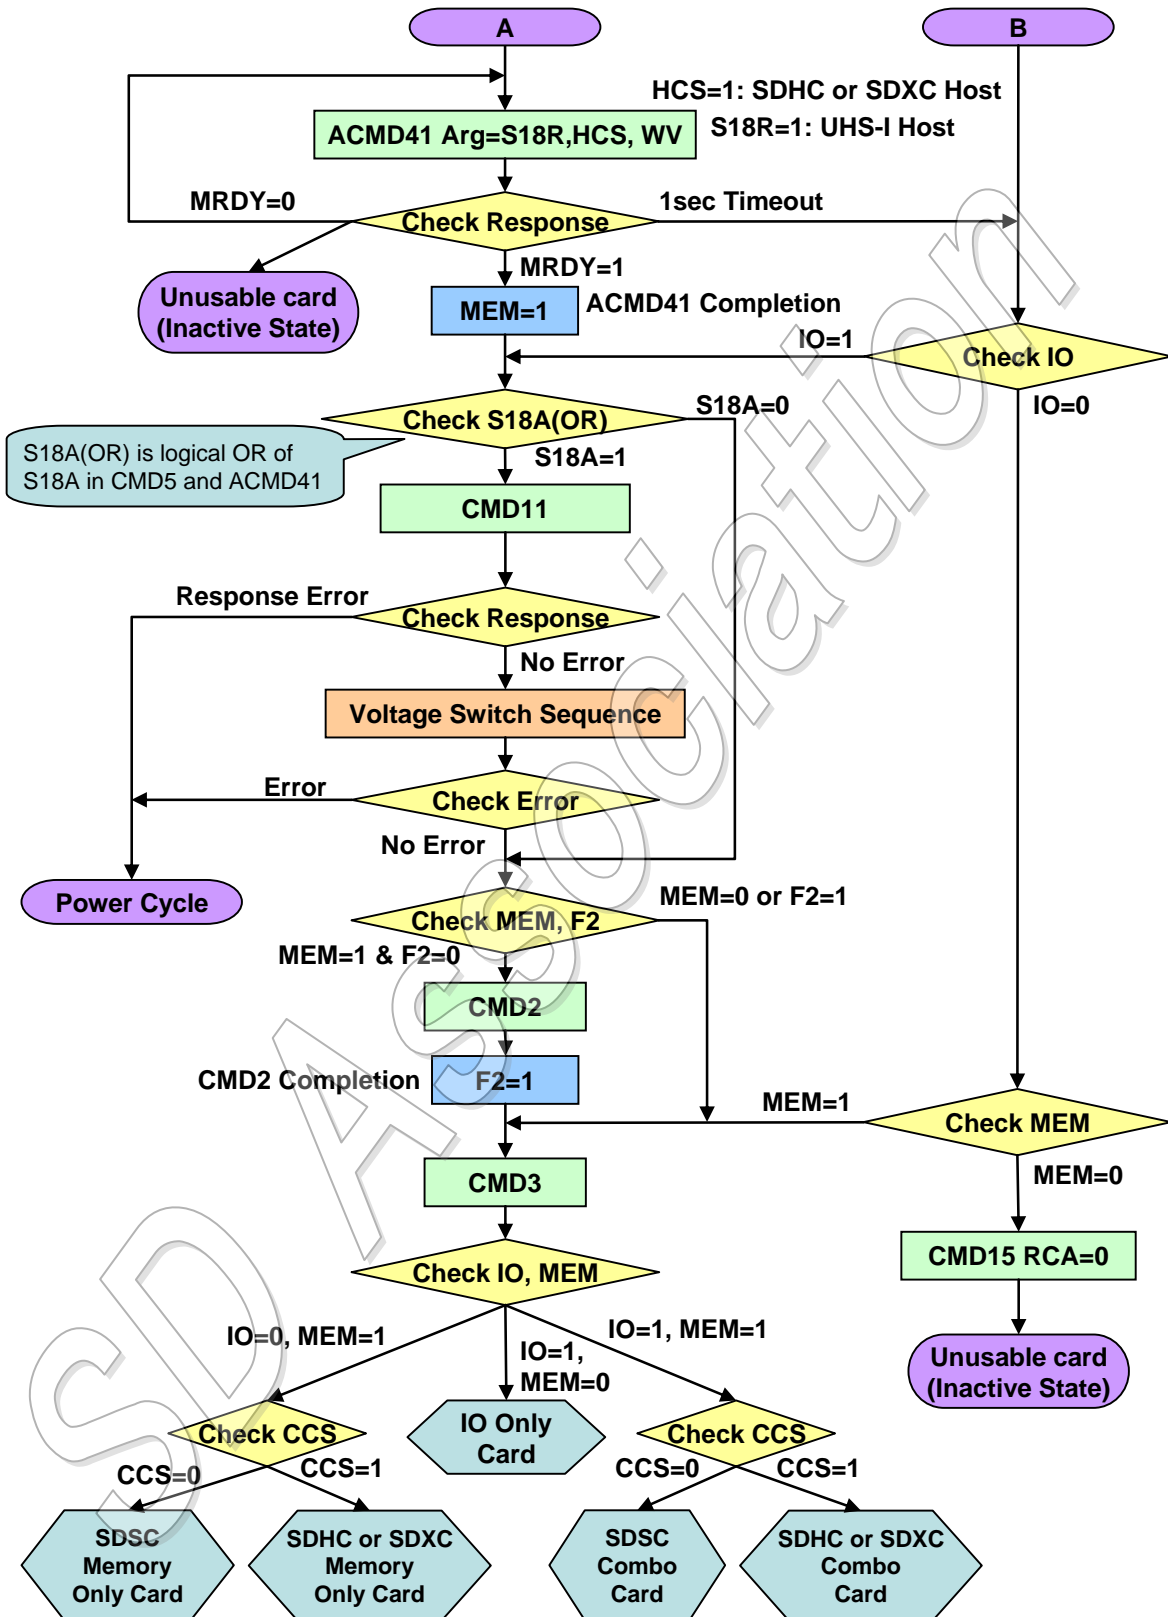 A
B
HCS=1: SDHC or SDXC Host
S18R=1: UHS-I Host
ACMD41 Arg=S18R,HCS, WV
MRDY=0
Check Response
1sec Timeout
MRDY=1
Unusable card
(Inactive State)
MEM=1
ACMD41 Completion
IO=1
Check IO
IO=0
Check S18A(OR)
S18A=0
S18A(OR) is logical OR of
S18A in CMD5 and ACMD41
S18A=1
CMD11
Response Error
Check Response
No Error
Voltage Switch Sequence
Error
Check Error
No Error
Power Cycle
MEM=0 or F2=1
Check MEM, F2
MEM=1 & F2=0
CMD2
CMD2 Completion
F2=1
MEM=1
Check MEM
MEM=0
CMD3
CMD15 RCA=0
Check IO, MEM
IO=0, MEM=1
IO=1,
MEM=0
IO=1, MEM=1
Unusable card
(Inactive State)
Check CCS
IO Only
Card
Check CCS
CCS=0
CCS=1
CCS=0
CCS=1
SDSC
Memory
Only Card
SDHC or SDXC
Memory
Only Card
SDSC
Combo
Card
SDHC or SDXC
Combo
Card
SD Association